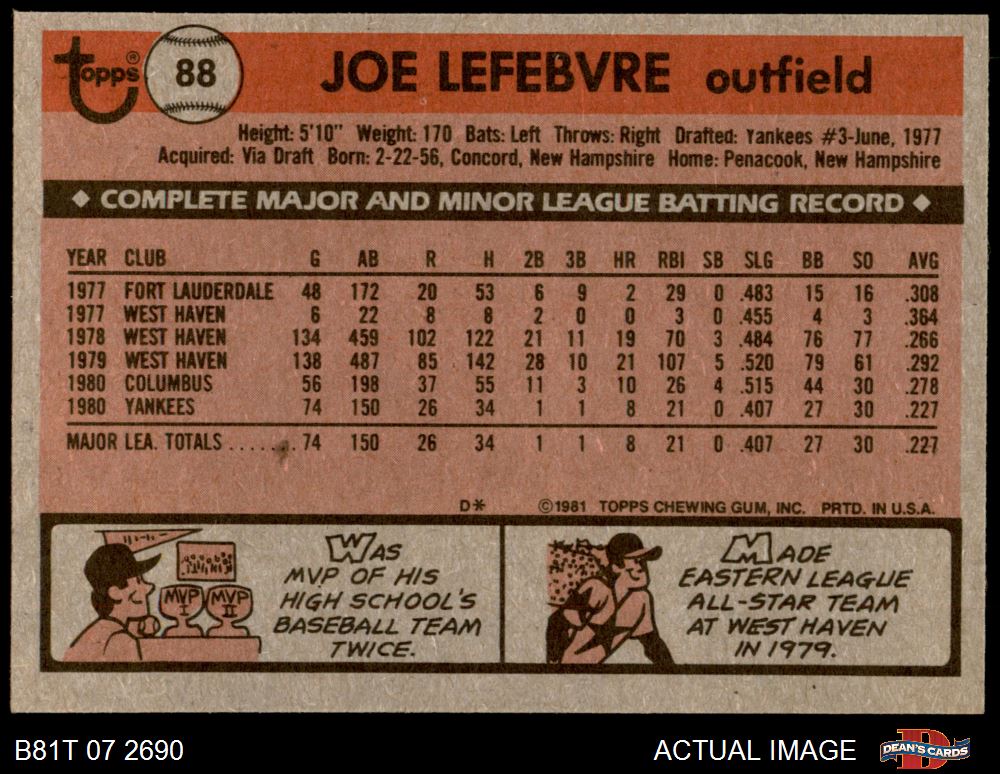 topps® 88 JOE LEFEBVRE outfield
Height: 5'10" Weight: 170 Bats: Left Throws: Right Drafted: Yankees #3-June, 1977
Acquired: Via Draft Born: 2-22-56, Concord, New Hampshire Home: Penacook, New Hampshire
◆ COMPLETE MAJOR AND MINOR LEAGUE BATTING RECORD ◆
YEAR CLUB G AB R H 2B 3B HR RBI SB SLG BB SO AVG
1977 FORT LAUDERDALE 48 172 20 53 6 9 2 29 0 .483 15 16 .308
1977 WEST HAVEN 6 22 8 8 2 0 0 3 0 .455 4 3 .364
1978 WEST HAVEN 134 459 102 122 21 11 19 70 3 .484 76 77 .266
1979 WEST HAVEN 138 487 85 142 28 10 21 107 5 .520 79 61 .292
1980 COLUMBUS 56 198 37 55 11 3 10 26 4 .515 44 30 .278
1980 YANKEES 74 150 26 34 1 1 8 21 0 .407 27 30 .227
MAJOR LEA. TOTALS ....... 74 150 26 34 1 1 8 21 0 .407 27 30 .227
D* ©1981 TOPPS CHEWING GUM, INC. PRTD. IN U.S.A.
MVP I MVP II
WAS
MVP OF HIS
HIGH SCHOOL'S
BASEBALL TEAM
TWICE.
MADE
EASTERN LEAGUE
ALL-STAR TEAM
AT WEST HAVEN
IN 1979.
B81T 07 2690 ACTUAL IMAGE DEAN'S CARDS